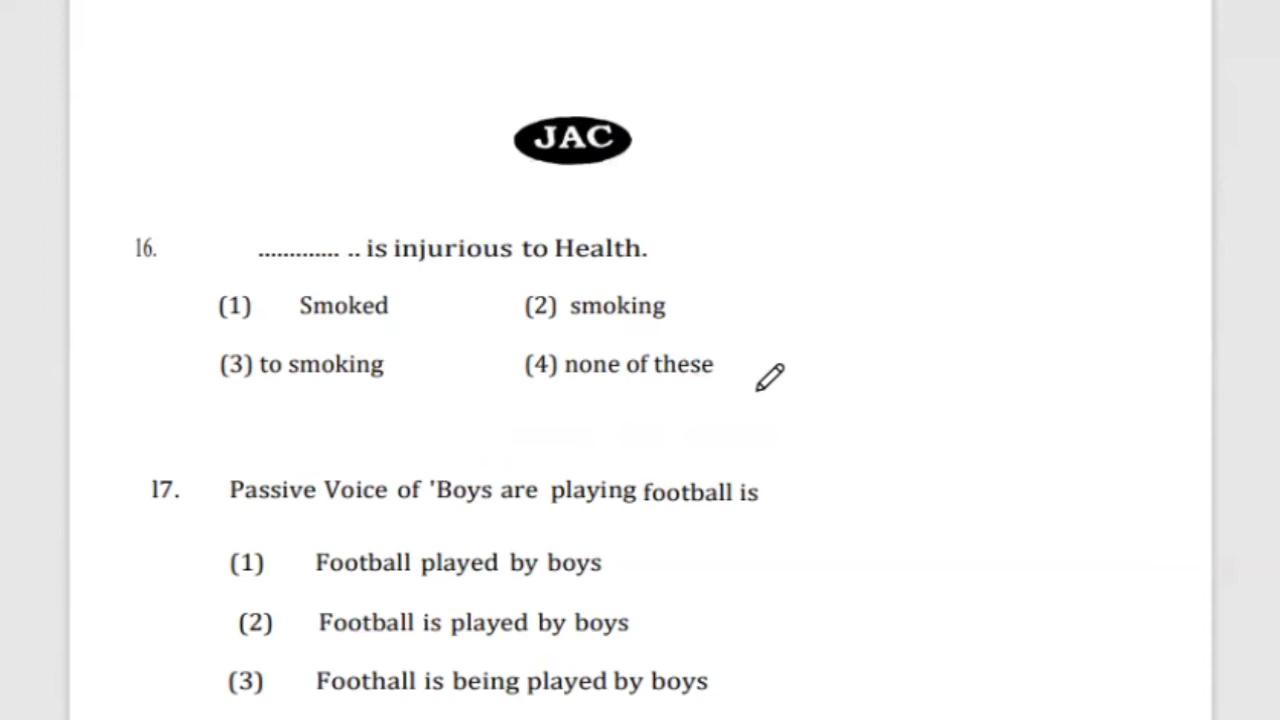 JAC
16. ............. .. is injurious to Health.
(1) Smoked (2) smoking
(3) to smoking (4) none of these
17. Passive Voice of 'Boys are playing football is
(1) Football played by boys
(2) Football is played by boys
(3) Foothall is being played by boys